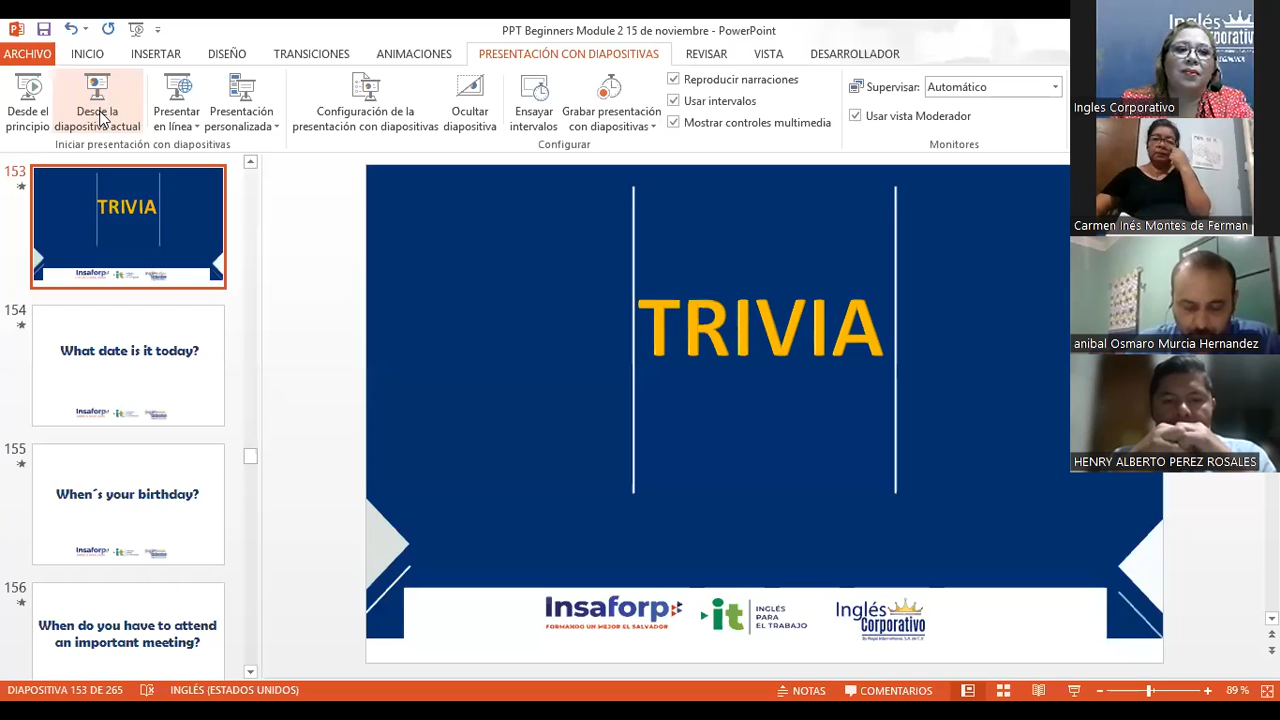 PPT Beginners Module 2 15 de noviembre - PowerPoint
ARCHIVO
INICIO
INSERTAR
DISEÑO
TRANSICIONES
ANIMACIONES
PRESENTACIÓN CON DIAPOSITIVAS
REVISAR
VISTA
DESARROLLADOR
Desde el
principio
Desde la
diapositiva actual
Presentar
en línea
Presentación
personalizada
Iniciar presentación con diapositivas
Configuración de la
presentación con diapositivas
Ocultar
diapositiva
Ensayar
intervalos
Grabar presentación
con diapositivas
Reproducir narraciones
Usar intervalos
Mostrar controles multimedia
Configurar
Supervisar:
Automático
Usar vista Moderador
Monitores
153
TRIVIA
Insaforp
154
What date is it today?
Insaforp
155
When´s your birthday?
Insaforp
156
When do you have to attend
an important meeting?
TRIVIA
Insaforp
FORMANDO UN MEJOR EL SALVADOR
it
INGLÉS
PARA
EL TRABAJO
Inglés
Corporativo
Ingles Corporativo
Carmen Inés Montes de Ferman
anibal Osmaro Murcia Hernandez
HENRY ALBERTO PEREZ ROSALES
DIAPOSITIVA 153 DE 265
INGLÉS (ESTADOS UNIDOS)
NOTAS
COMENTARIOS
89 %